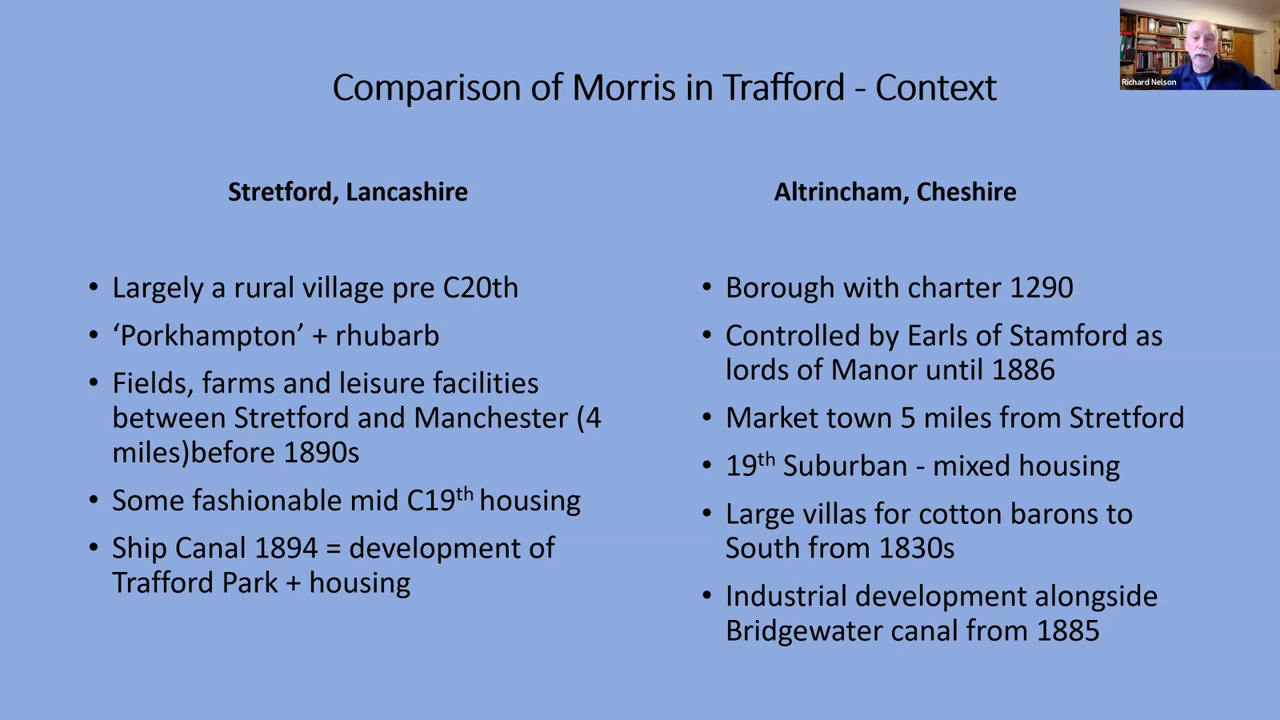 Comparison of Morris in Trafford - Context
Richard Nelson
Stretford, Lancashire
• Largely a rural village pre C20th
• ‘Porkhampton’ + rhubarb
• Fields, farms and leisure facilities
between Stretford and Manchester (4
miles)before 1890s
• Some fashionable mid C19th housing
• Ship Canal 1894 = development of
Trafford Park + housing
Altrincham, Cheshire
• Borough with charter 1290
• Controlled by Earls of Stamford as
lords of Manor until 1886
• Market town 5 miles from Stretford
• 19th Suburban - mixed housing
• Large villas for cotton barons to
South from 1830s
• Industrial development alongside
Bridgewater canal from 1885